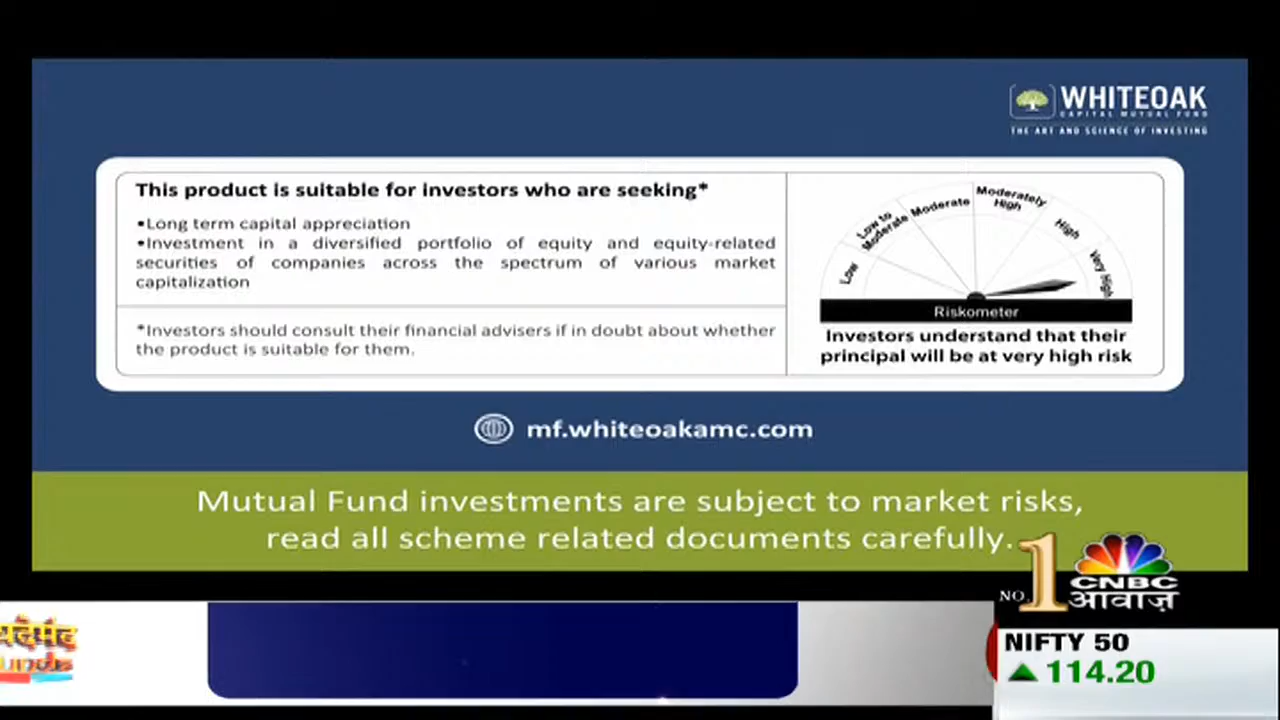 WHITEOAK
CAPITAL MUTUAL FUND
THE ART AND SCIENCE OF INVESTING
This product is suitable for investors who are seeking*
•Long term capital appreciation
•Investment in a diversified portfolio of equity and equity-related
securities of companies across the spectrum of various market
capitalization
*Investors should consult their financial advisers if in doubt about whether
the product is suitable for them.
Low
Low to
Moderate
Moderate
Moderately
High
High
Very High
Riskometer
Investors understand that their
principal will be at very high risk
mf.whiteoakamc.com
Mutual Fund investments are subject to market risks,
read all scheme related documents carefully.
NO. 1
CNBC
आवाज़
NIFTY 50
▲ 114.20